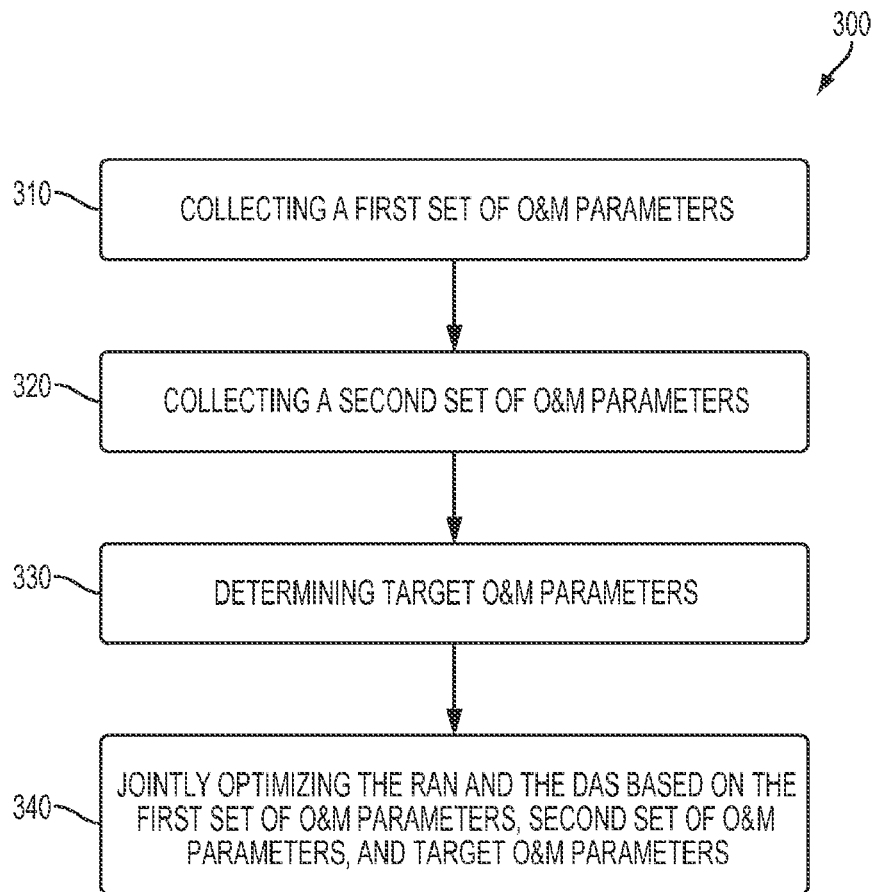 300
310
COLLECTING A FIRST SET OF O&M PARAMETERS
320
COLLECTING A SECOND SET OF O&M PARAMETERS
330
DETERMINING TARGET O&M PARAMETERS
340
JOINTLY OPTIMIZING THE RAN AND THE DAS BASED ON THE
FIRST SET OF O&M PARAMETERS, SECOND SET OF O&M
PARAMETERS, AND TARGET O&M PARAMETERS